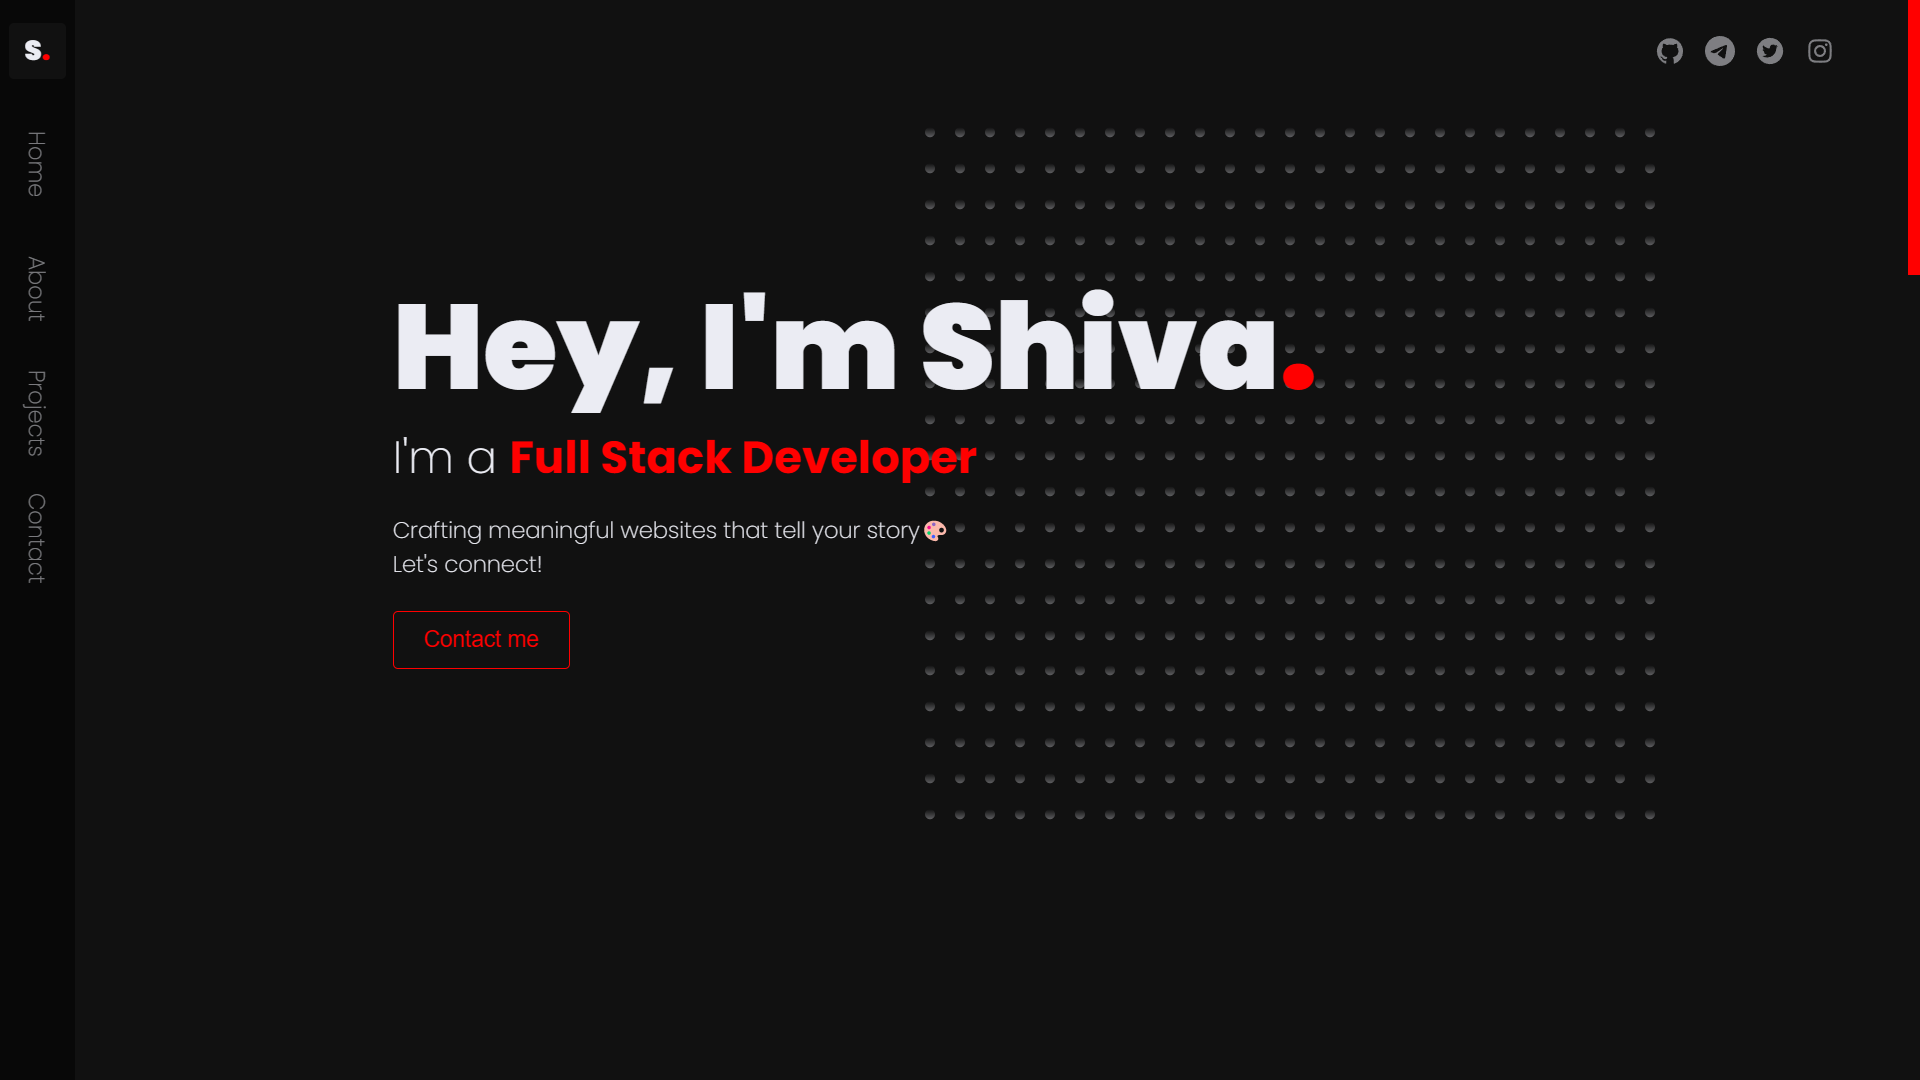 S.
Home
About
Projects
Contact
Hey, I'm Shiva.
I'm a Full Stack Developer
Crafting meaningful websites that tell your story🎨
Let's connect!
Contact me